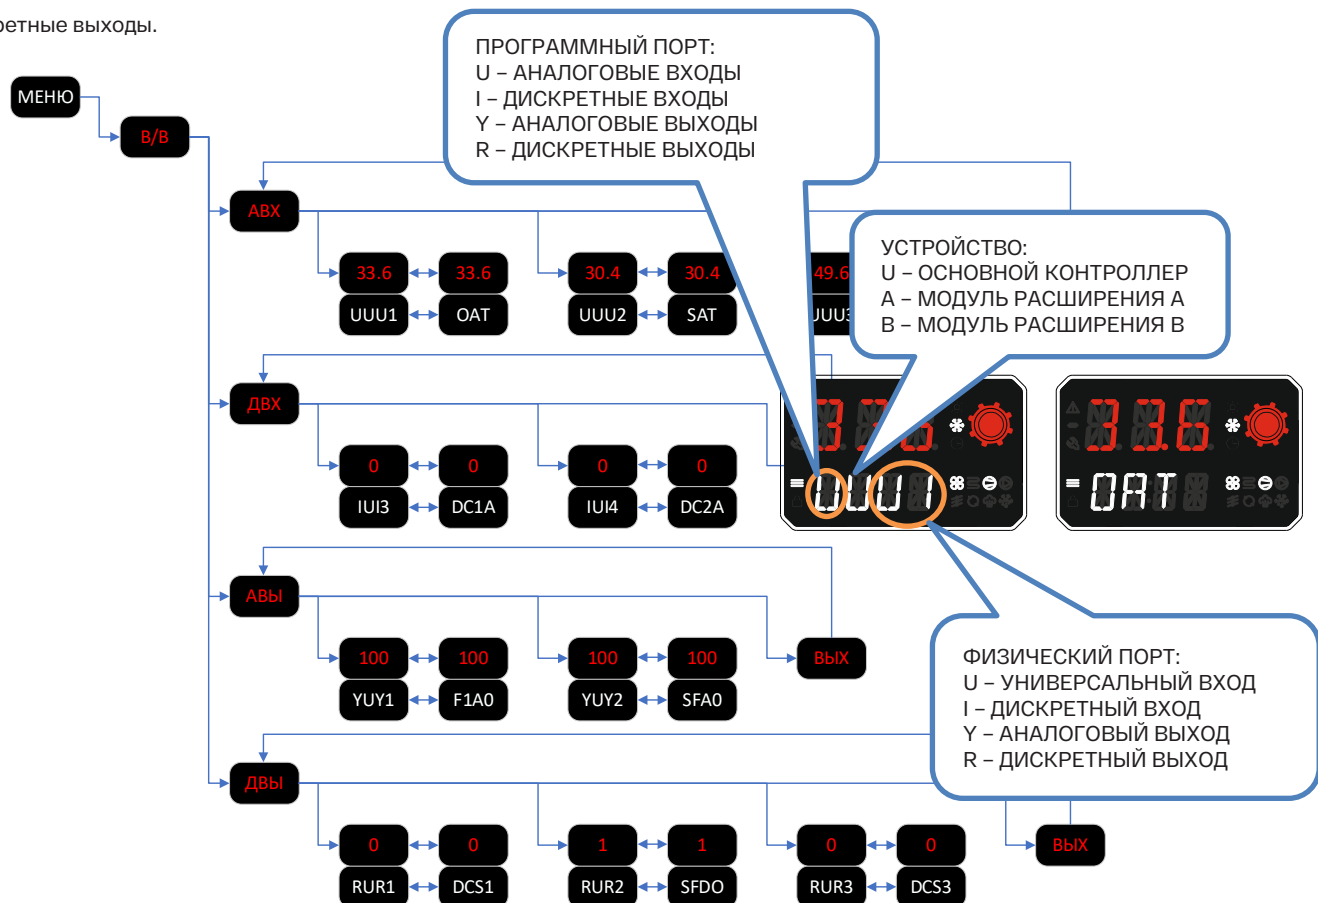 ретные выходы.
ПРОГРАММНЫЙ ПОРТ:
U – АНАЛОГОВЫЕ ВХОДЫ
I – ДИСКРЕТНЫЕ ВХОДЫ
Y – АНАЛОГОВЫЕ ВЫХОДЫ
R – ДИСКРЕТНЫЕ ВЫХОДЫ
МЕНЮ
В/В
АВХ
УСТРОЙСТВО:
U – ОСНОВНОЙ КОНТРОЛЛЕР
A – МОДУЛЬ РАСШИРЕНИЯ A
B – МОДУЛЬ РАСШИРЕНИЯ B
33.6 33.6 30.4 30.4 49.6
UUU1 OAT UUU2 SAT UUU3
ДВХ
33.6
UUU1
OAT
0 0 0 0
IUI3 DC1A IUI4 DC2A
АВЫ
100 100 100 100 ВЫХ
YUY1 F1A0 YUY2 SFA0
ФИЗИЧЕСКИЙ ПОРТ:
U – УНИВЕРСАЛЬНЫЙ ВХОД
I – ДИСКРЕТНЫЙ ВХОД
Y – АНАЛОГОВЫЙ ВЫХОД
R – ДИСКРЕТНЫЙ ВЫХОД
ДВЫ
0 0 1 1 0 0 ВЫХ
RUR1 DCS1 RUR2 SFDO RUR3 DCS3